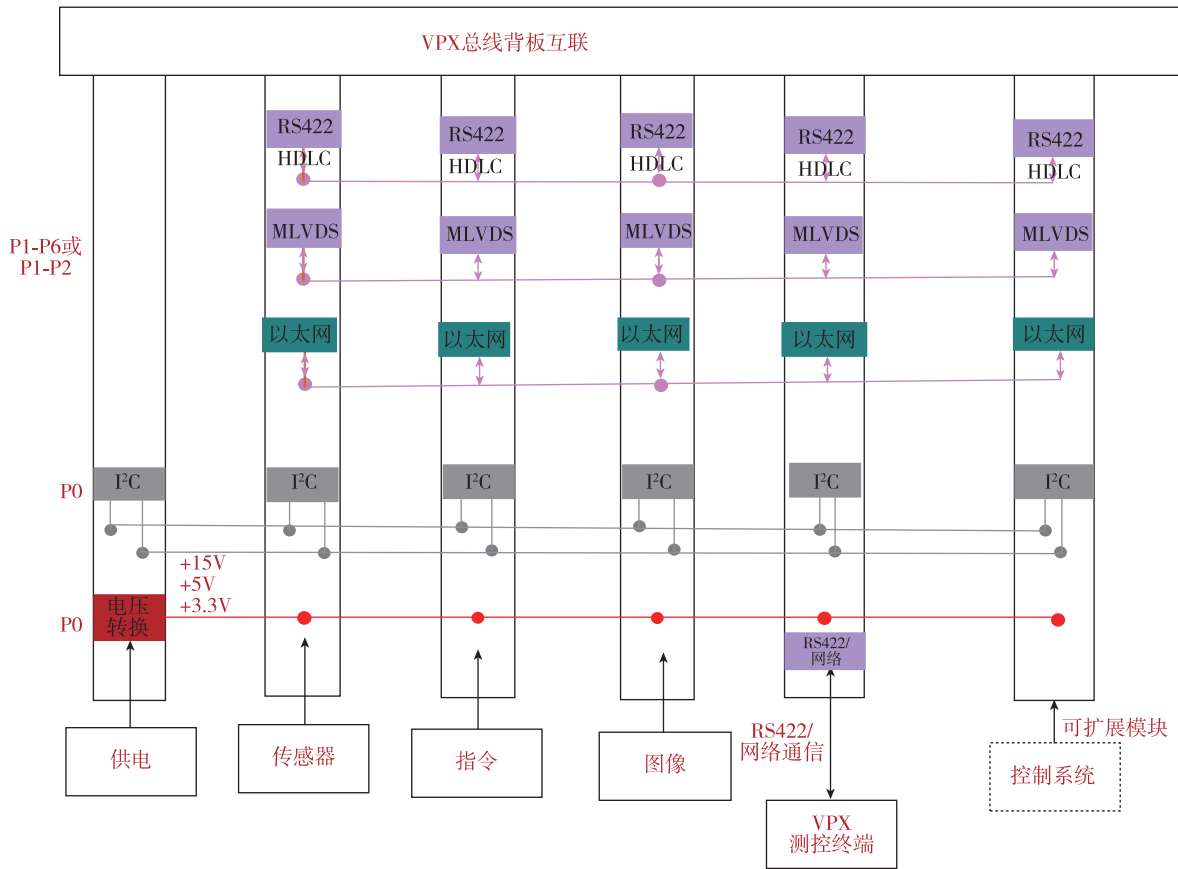 VPX总线背板互联
RS422
RS422
RS422
RS422
RS422
HDLC
HDLC
HDLC
HDLC
HDLC
P1-P6或
P1-P2
MLVDS
MLVDS
MLVDS
MLVDS
MLVDS
以太网
以太网
以太网
以太网
以太网
P0
I²C
I²C
I²C
I²C
I²C
I²C
+15V
+5V
+3.3V
P0
电压
转换
RS422/
网络
供电
传感器
指令
图像
RS422/
网络通信
可扩展模块
控制系统
VPX
测控终端